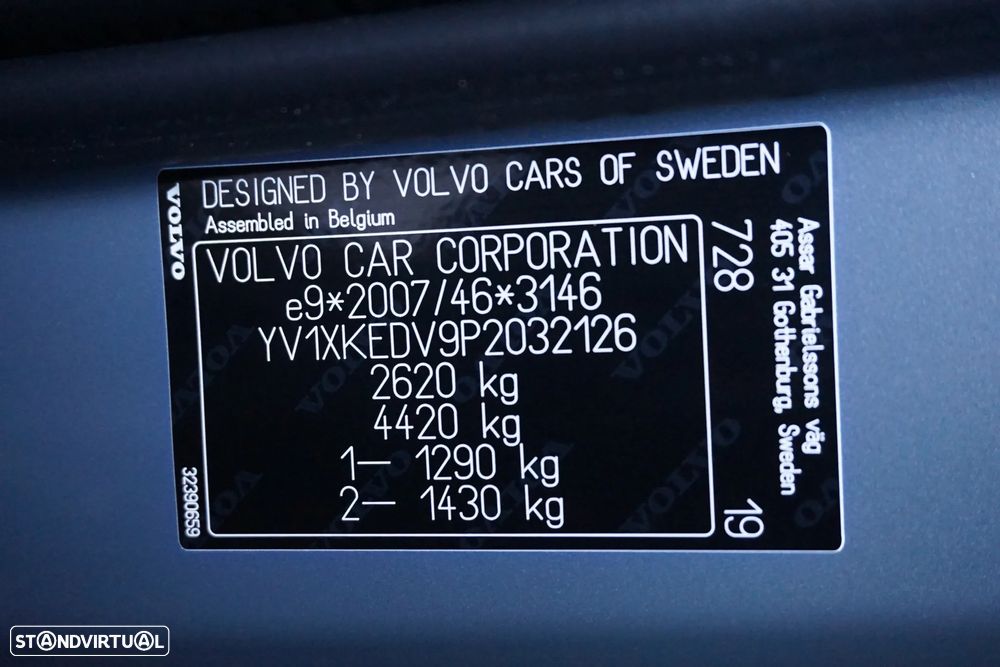 DESIGNED BY VOLVO CARS OF SWEDEN
Assembled in Belgium
VOLVO
VOLVO CAR CORPORATION
e9*2007/46*3146
YV1XKEDV9P2032126
2620 kg
4420 kg
1– 1290 kg
2– 1430 kg
32390659
728
19
Assar Gabrielssons väg
405 31 Gothenburg, Sweden
STANDVIRTUAL